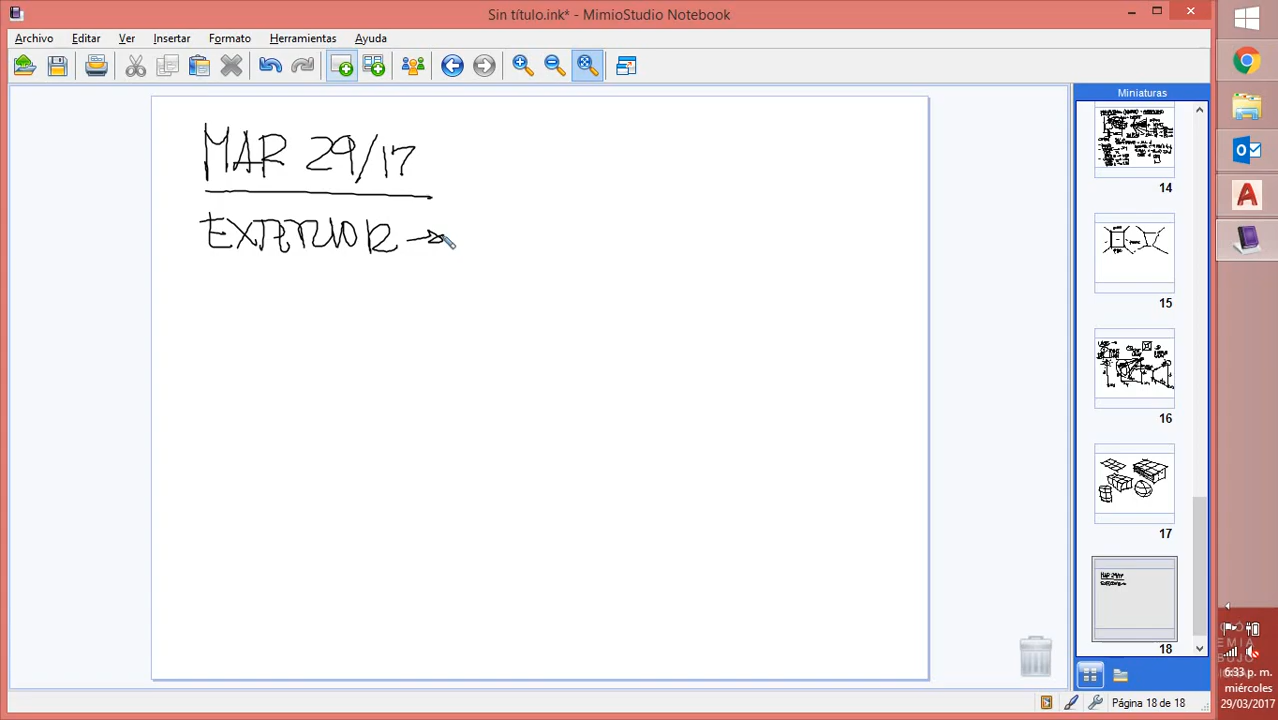 Sin título.ink* - MimioStudio Notebook
Archivo Editar Ver Insertar Formato Herramientas Ayuda
MAR 29/17
EXTERIOR →
Miniaturas
14
15
16
17
18
6:33 p. m.
miércoles
29/03/2017
Página 18 de 18